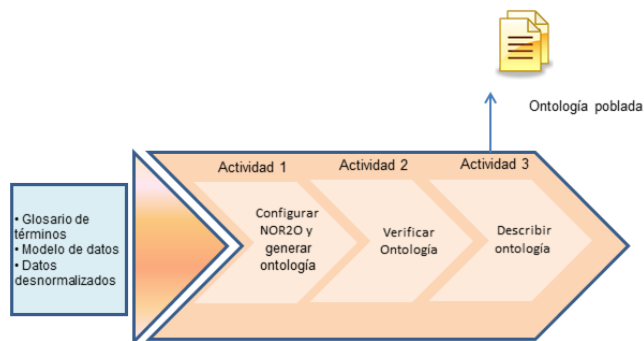 Ontología poblada
Actividad 1
Actividad 2
Actividad 3
• Glosario de
términos
• Modelo de datos
• Datos
desnormalizados
Configurar
NOR2O y
generar
ontología
Verificar
Ontología
Describir
ontología